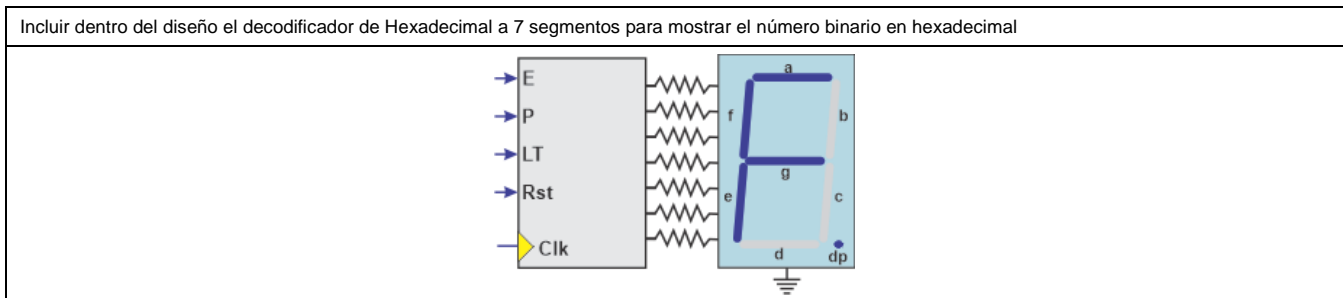 Incluir dentro del diseño el decodificador de Hexadecimal a 7 segmentos para mostrar el número binario en hexadecimal
a
E
f
b
P
LT
g
Rst
e
c
Clk
d
dp